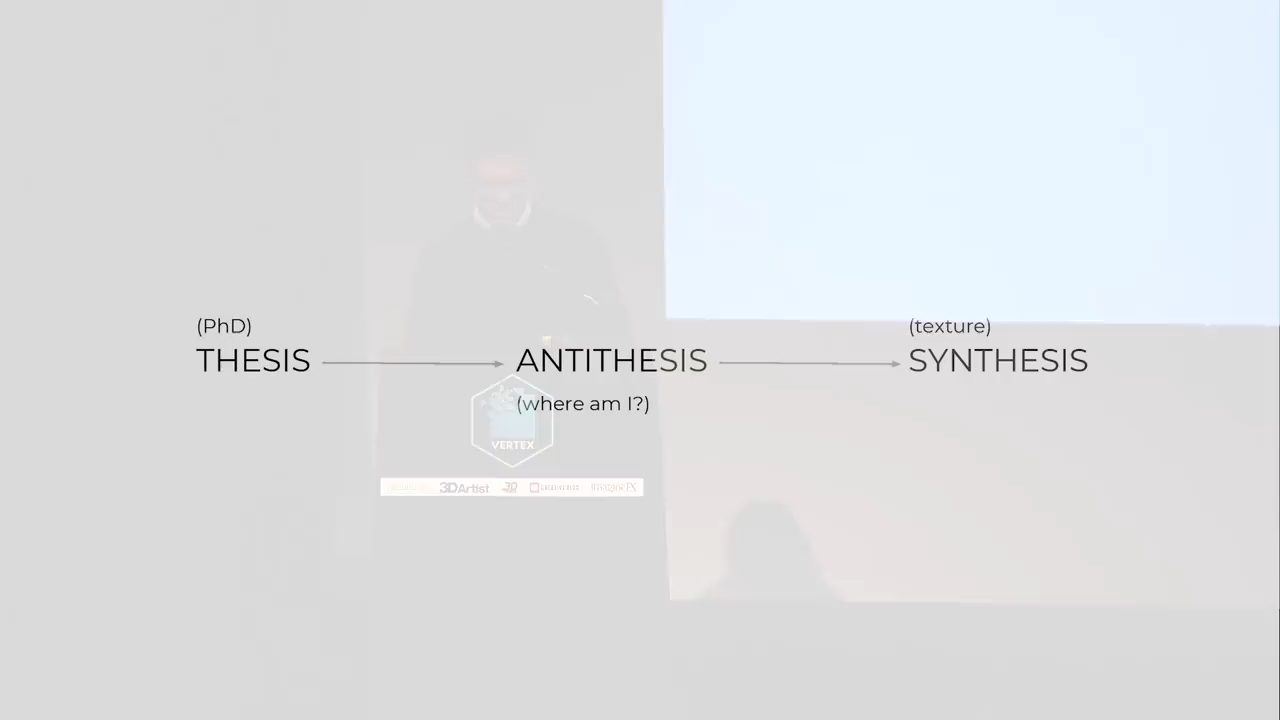 (PhD)
THESIS
ANTITHESIS
(where am I?)
(texture)
SYNTHESIS
VERTEX
3DArtist